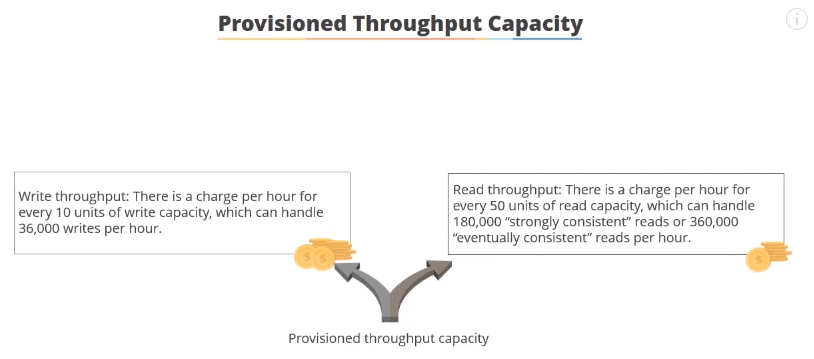 Provisioned Throughput Capacity
Write throughput: There is a charge per hour for
every 10 units of write capacity, which can handle
36,000 writes per hour.
Read throughput: There is a charge per hour for
every 50 units of read capacity, which can handle
180,000 “strongly consistent” reads or 360,000
“eventually consistent” reads per hour.
Provisioned throughput capacity